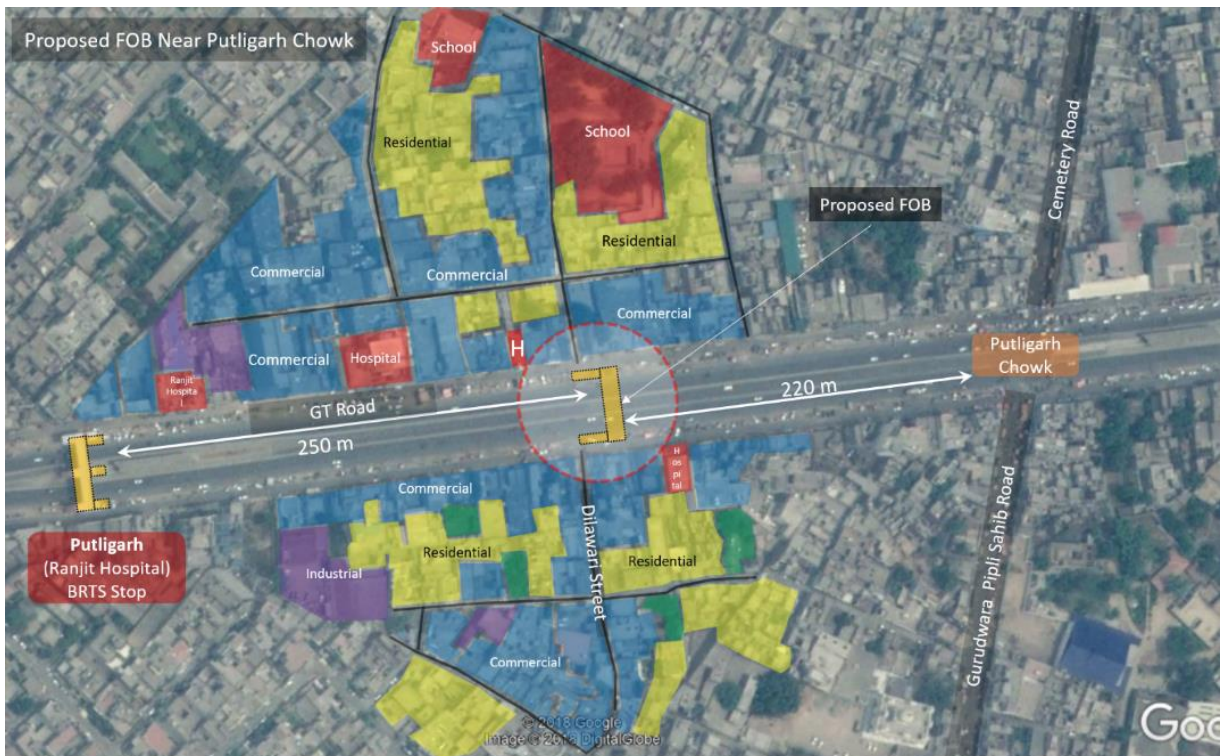 Proposed FOB Near Putligarh Chowk
School
School
Residential
Cemetery Road
Proposed FOB
Residential
Commercial
Commercial
Commercial
H
Commercial
Hospital
Putligarh
Chowk
Ranjit
Hospita
l
220 m
GT Road
250 m
H
os
pi
tal
Commercial
Dilawari Street
Gurudwara Pipli Sahib Road
Putligarh
(Ranjit Hospital)
BRTS Stop
Residential
Residential
Industrial
Commercial
© 2018 Google
Image © 2018 DigitalGlobe
Goo